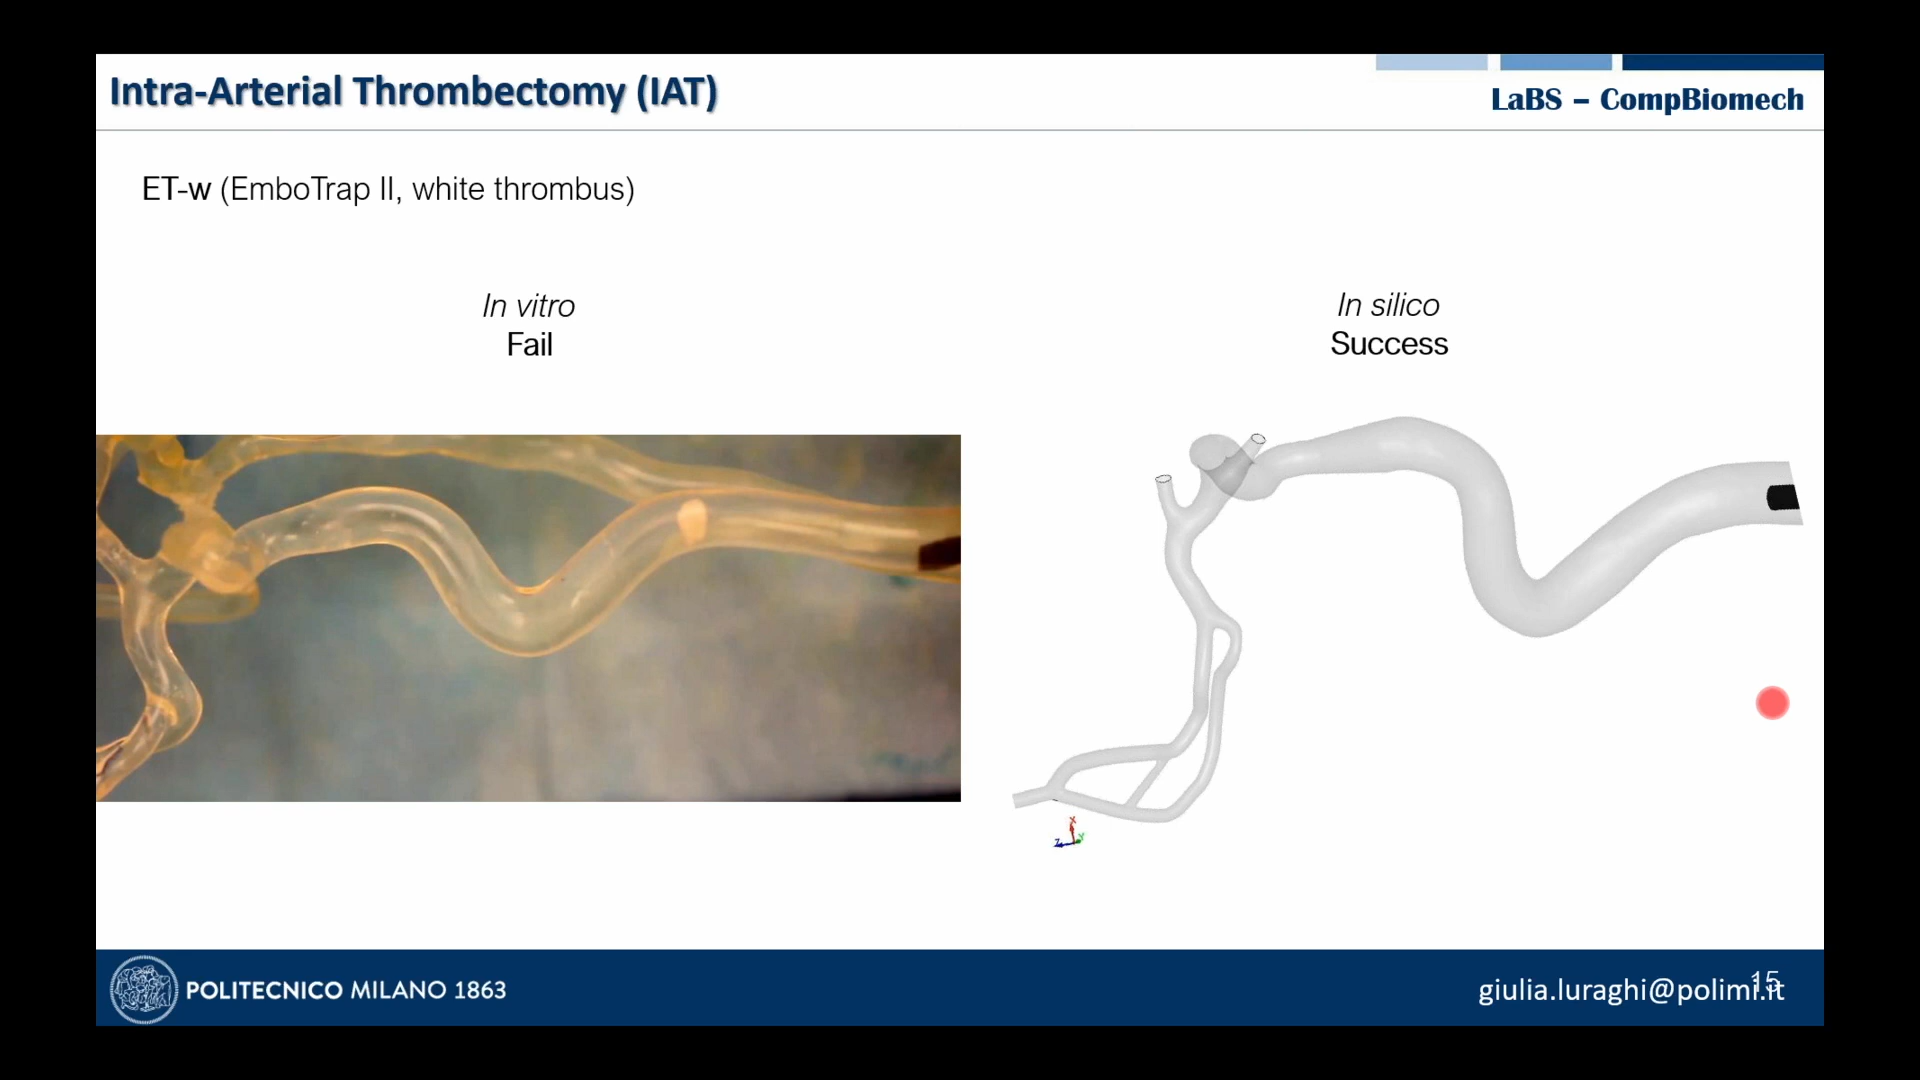 Intra-Arterial Thrombectomy (IAT)
LaBS – CompBiomech
ET-w (EmboTrap II, white thrombus)
In vitro
Fail
In silico
Success
X
Y
Z
POLITECNICO MILANO 1863
giulia.luraghi@polimi.it
15